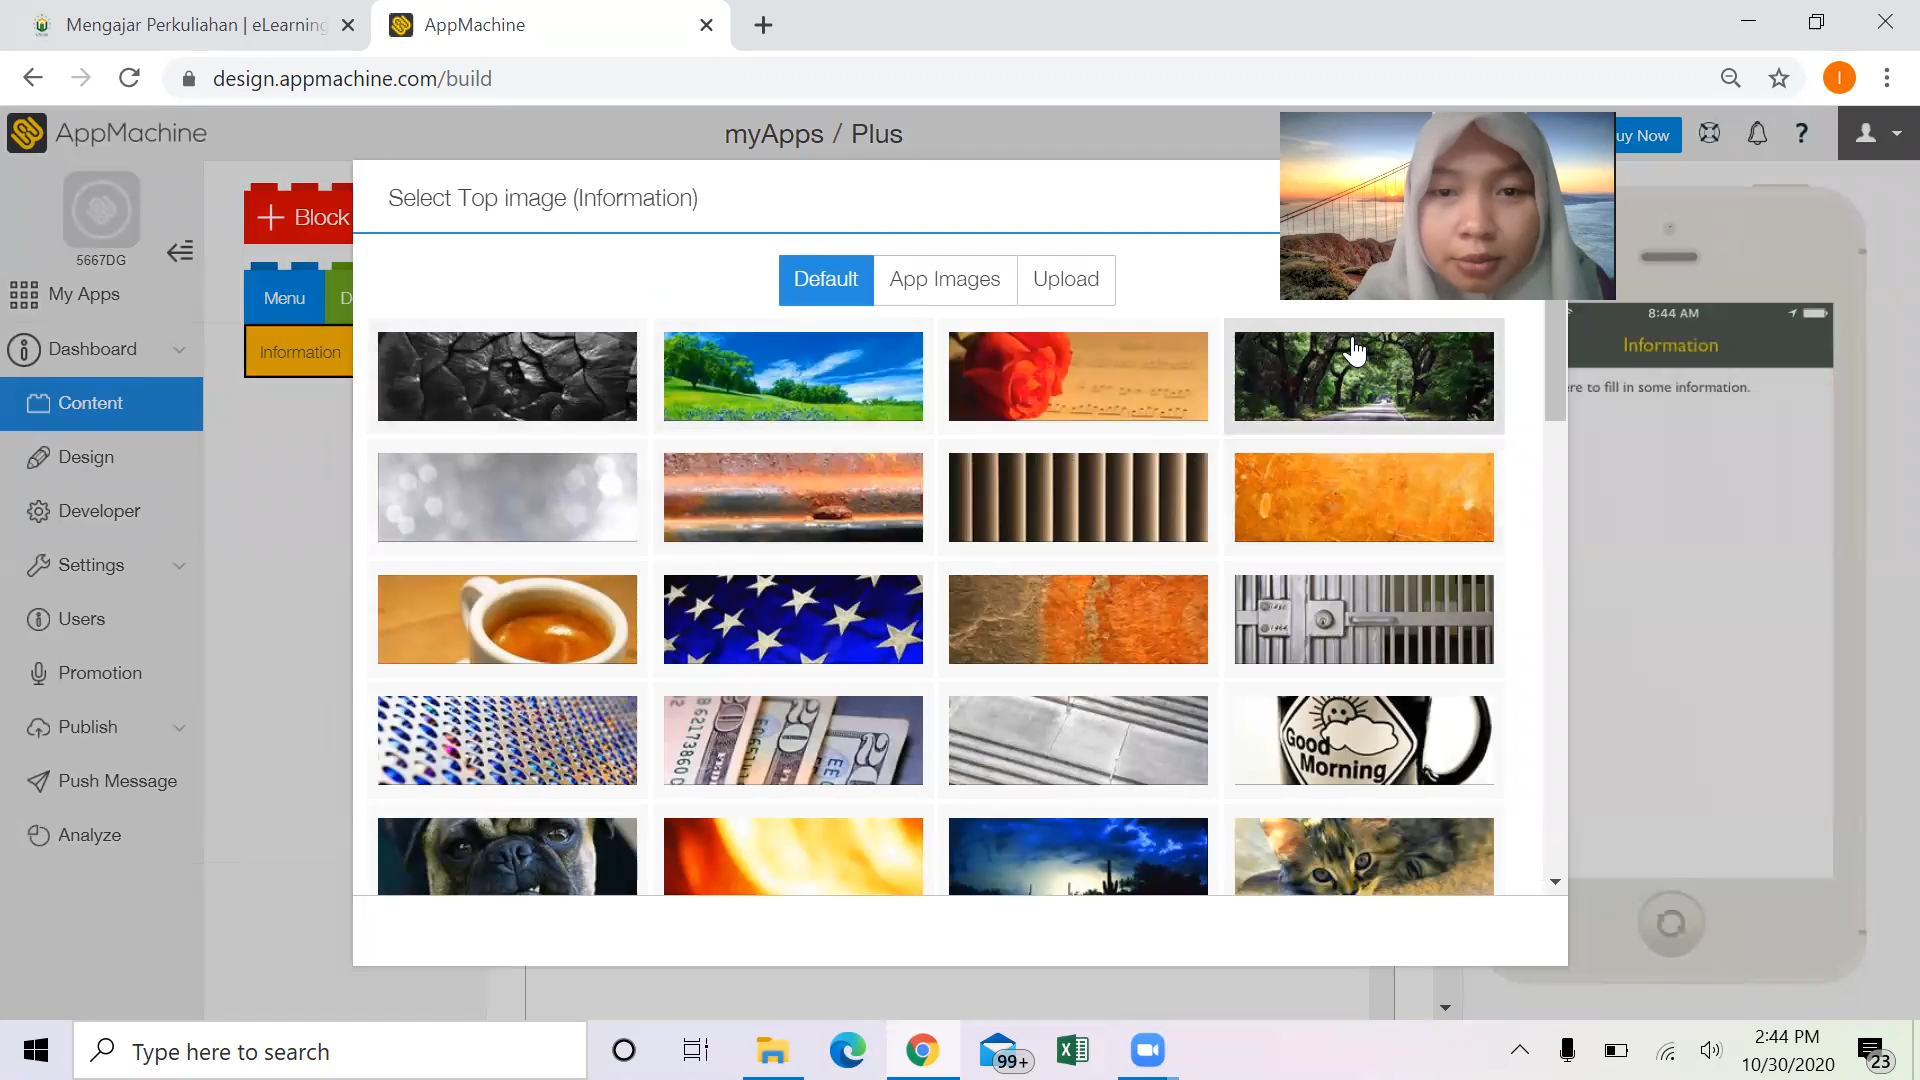 Mengajar Perkuliahan | eLearning
AppMachine
design.appmachine.com/build
I
AppMachine
myApps / Plus
uy Now
?
5667DG
My Apps
Dashboard
Content
Design
Developer
Settings
Users
Promotion
Publish
Push Message
Analyze
+ Block
Menu
D
Information
Select Top image (Information)
Default
App Images
Upload
Good
Morning
8:44 AM
Information
ere to fill in some information.
Type here to search
99+
2:44 PM
10/30/2020
23